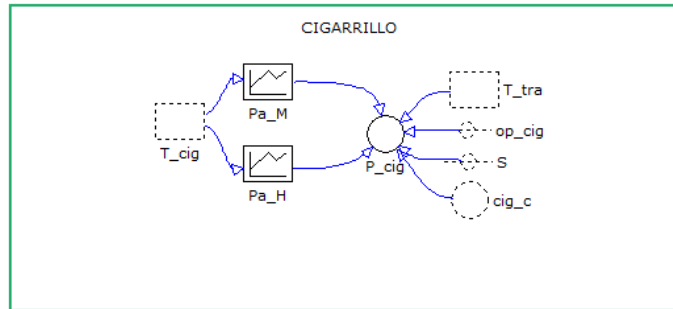 CIGARRILLO
T_cig
Pa_M
Pa_H
P_cig
T_tra
op_cig
S
cig_c